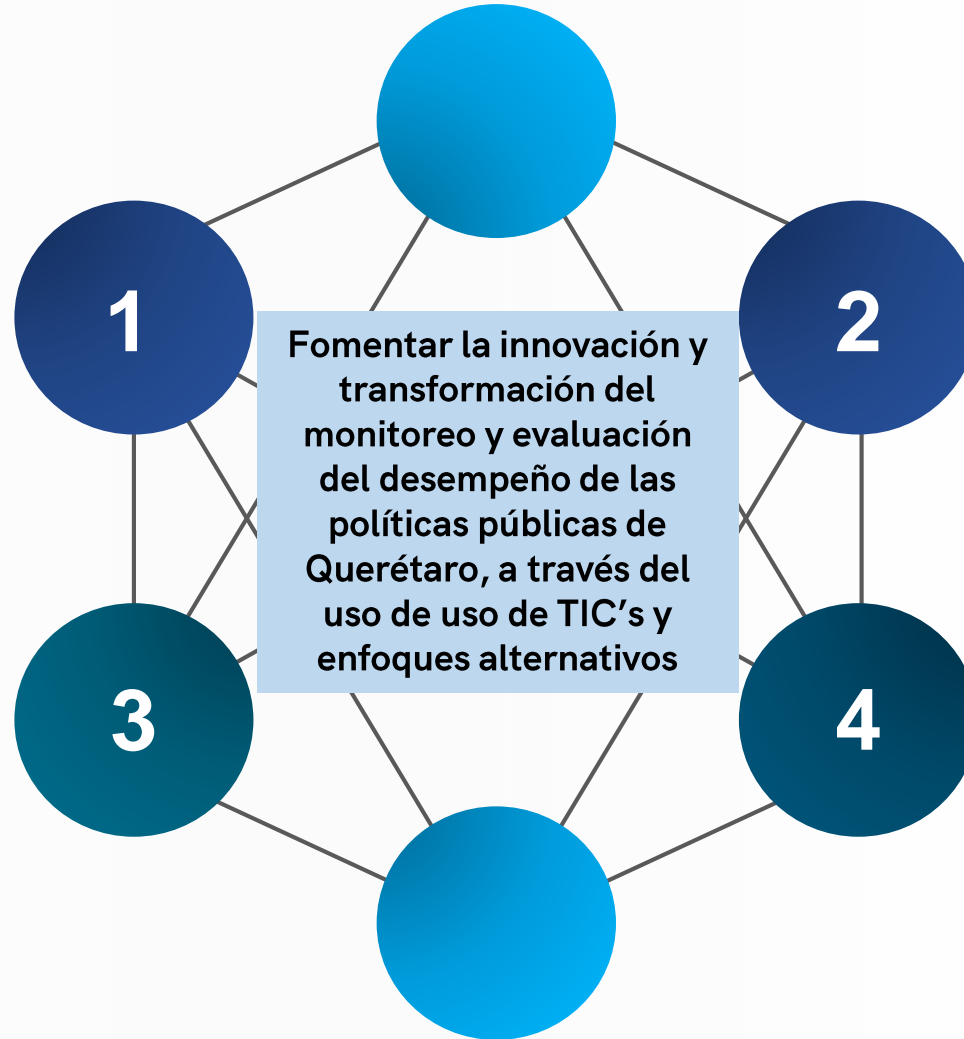 1
2
Fomentar la innovación y
transformación del
monitoreo y evaluación
del desempeño de las
políticas públicas de
Querétaro, a través del
uso de uso de TIC’s y
enfoques alternativos
3
4